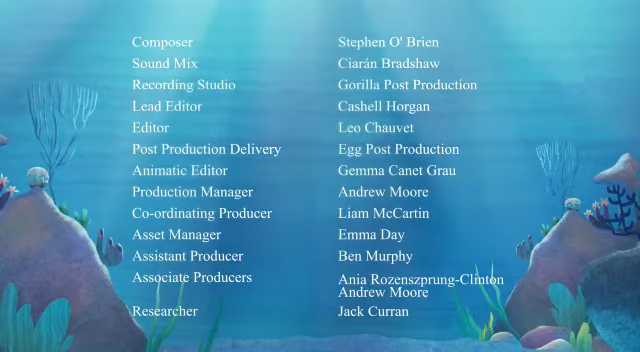 Composer Stephen O' Brien
Sound Mix Ciarán Bradshaw
Recording Studio Gorilla Post Production
Lead Editor Cashell Horgan
Editor Leo Chauvet
Post Production Delivery Egg Post Production
Animatic Editor Gemma Canet Grau
Production Manager Andrew Moore
Co-ordinating Producer Liam McCartin
Asset Manager Emma Day
Assistant Producer Ben Murphy
Associate Producers Ania Rozenszprung-Clinton
Andrew Moore
Researcher Jack Curran